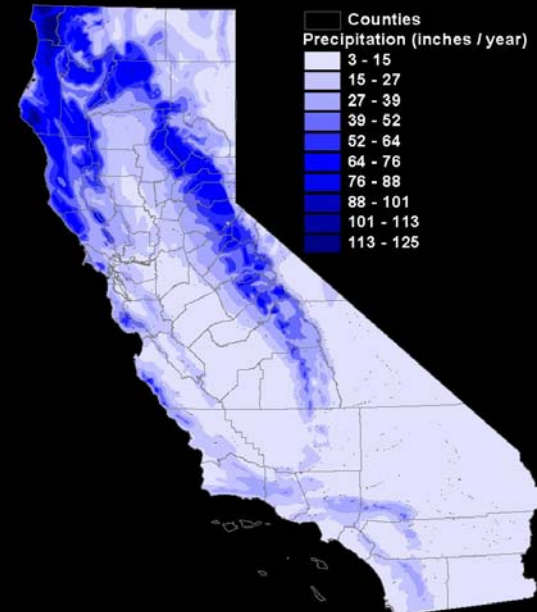 Counties
Precipitation (inches / year)
3 - 15
15 - 27
27 - 39
39 - 52
52 - 64
64 - 76
76 - 88
88 - 101
101 - 113
113 - 125